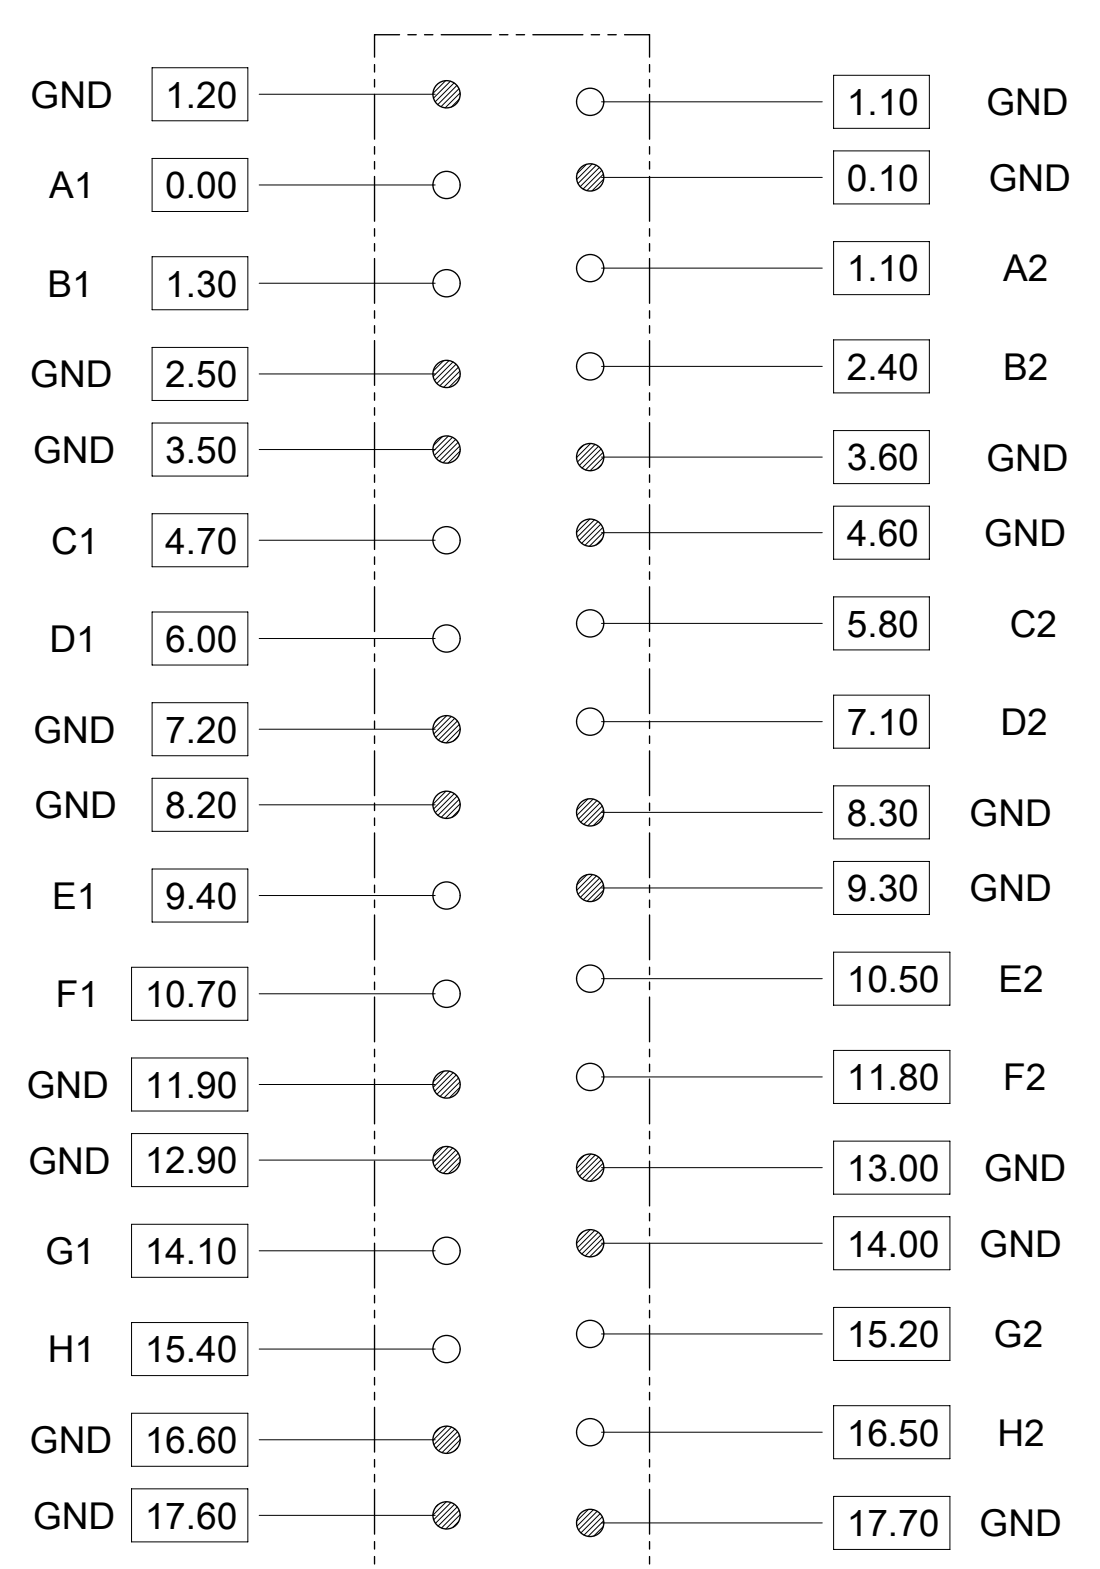 GND 1.20 1.10 GND
A1 0.00 0.10 GND
B1 1.30 1.10 A2
GND 2.50 2.40 B2
GND 3.50 3.60 GND
C1 4.70 4.60 GND
D1 6.00 5.80 C2
GND 7.20 7.10 D2
GND 8.20 8.30 GND
E1 9.40 9.30 GND
F1 10.70 10.50 E2
GND 11.90 11.80 F2
GND 12.90 13.00 GND
G1 14.10 14.00 GND
H1 15.40 15.20 G2
GND 16.60 16.50 H2
GND 17.60 17.70 GND